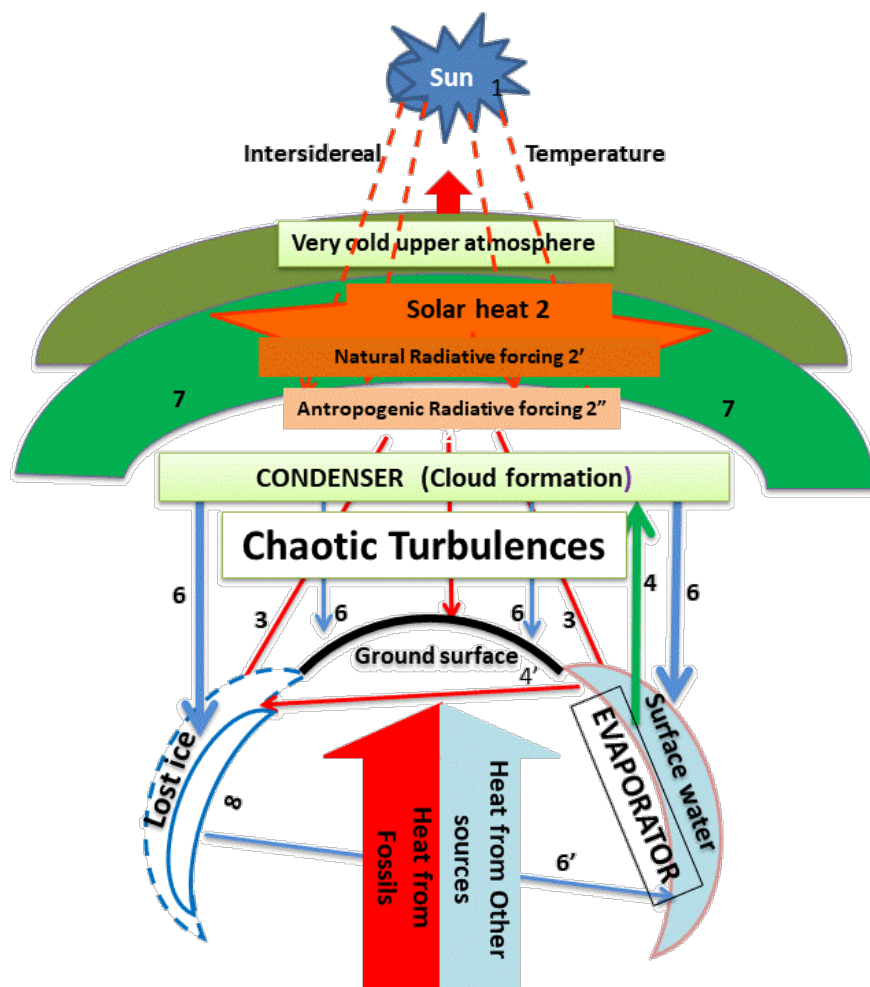 Sun
1
Intersidereal
Temperature
Very cold upper atmosphere
Solar heat 2
Natural Radiative forcing 2’
Antropogenic Radiative forcing 2”
7
7
CONDENSER (Cloud formation)
Chaotic Turbulences
6
3
6
6
3
4
6
Ground surface
4’
Lost ice
8
Heat from
Fossils
Heat from Other
sources
6’
EVAPORATOR
Surface water